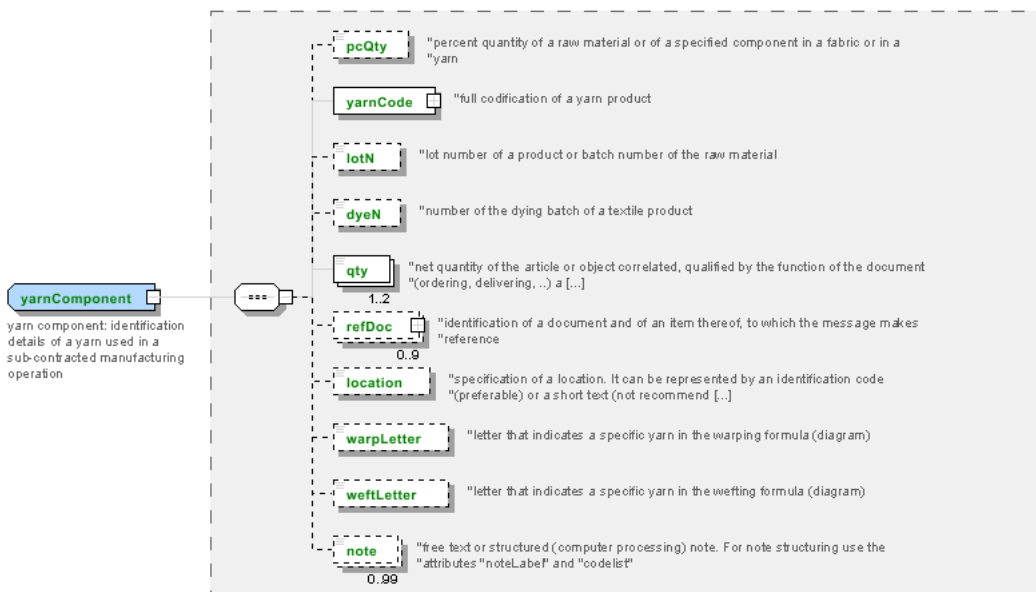 pcQty
"percent quantity of a raw material or of a specified component in a fabric or in a
"yarn
yarnCode
"full codification of a yarn product
lotN
"lot number of a product or batch number of the raw material
dyeN
"number of the dying batch of a textile product
qty
"net quantity of the article or object correlated, qualified by the function of the document
"(ordering, delivering, ..) a [...]
1..2
yarnComponent
yarn component: identification
details of a yarn used in a
sub-contracted manufacturing
operation
refDoc
"identification of a document and of an item thereof, to which the message makes
"reference
0..9
location
"specification of a location. It can be represented by an identification code
"(preferable) or a short text (not recommend [...]
warpLetter
"letter that indicates a specific yarn in the warping formula (diagram)
weftLetter
"letter that indicates a specific yarn in the wefting formula (diagram)
note
"free text or structured (computer processing) note. For note structuring use the
"attributes "noteLabel" and "codelist"
0..99